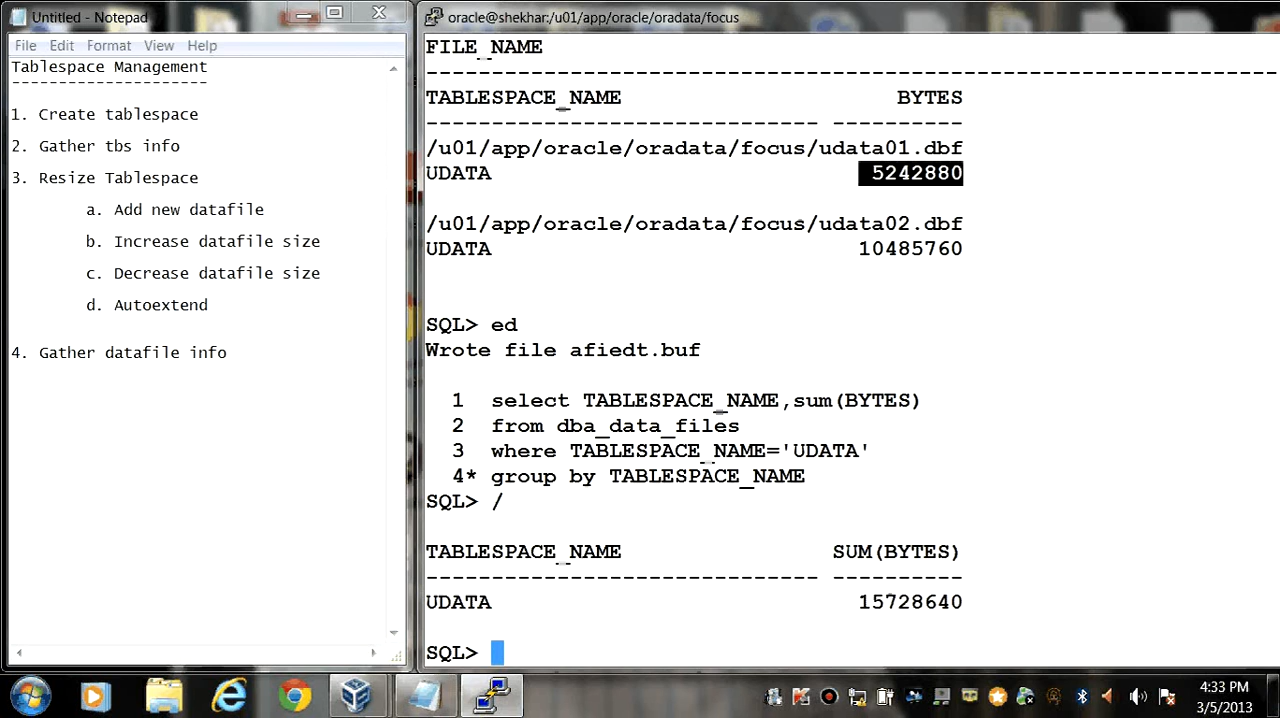 Untitled - Notepad
File Edit Format View Help
Tablespace Management
---------------------
1. Create tablespace
2. Gather tbs info
3. Resize Tablespace
a. Add new datafile
b. Increase datafile size
c. Decrease datafile size
d. Autoextend
4. Gather datafile info
oracle@shekhar:/u01/app/oracle/oradata/focus
FILE_NAME
--------------------------------------------------------------------------------
TABLESPACE_NAME BYTES
------------------------------ ----------
/u01/app/oracle/oradata/focus/udata01.dbf
UDATA 5242880
/u01/app/oracle/oradata/focus/udata02.dbf
UDATA 10485760
SQL> ed
Wrote file afiedt.buf
1 select TABLESPACE_NAME,sum(BYTES)
2 from dba_data_files
3 where TABLESPACE_NAME='UDATA'
4* group by TABLESPACE_NAME
SQL> /
TABLESPACE_NAME SUM(BYTES)
------------------------------ ----------
UDATA 15728640
SQL>
4:33 PM
3/5/2013